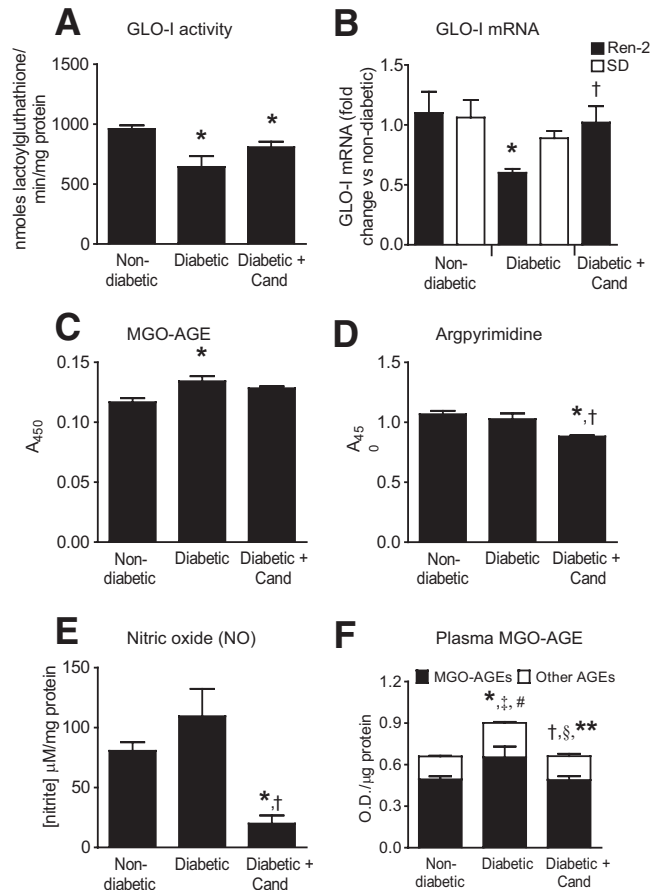 A GLO-I activity
nmoles lactoylgluthathione/
min/mg protein
1500
1000
500
0
*
*
Non-
diabetic
Diabetic
Diabetic +
Cand
B GLO-I mRNA
Ren-2
SD
GLO-I mRNA (fold
change vs non-diabetic)
1.5
1.0
0.5
0.0
*
†
Non-
diabetic
Diabetic
Diabetic +
Cand
C MGO-AGE
A450
0.15
0.10
0.05
0.00
*
Non-
diabetic
Diabetic
Diabetic +
Cand
D Argpyrimidine
A45
0
1.5
1.0
0.5
0.0
*,†
Non-
diabetic
Diabetic
Diabetic +
Cand
E Nitric oxide (NO)
[nitrite] µM/mg protein
150
100
50
0
*,†
Non-
diabetic
Diabetic
Diabetic +
Cand
F Plasma MGO-AGE
MGO-AGEs Other AGEs
O.D./µg protein
1.2
0.9
0.6
0.3
0.0
*,‡, #
†,§,**
Non-
diabetic
Diabetic
Diabetic +
Cand